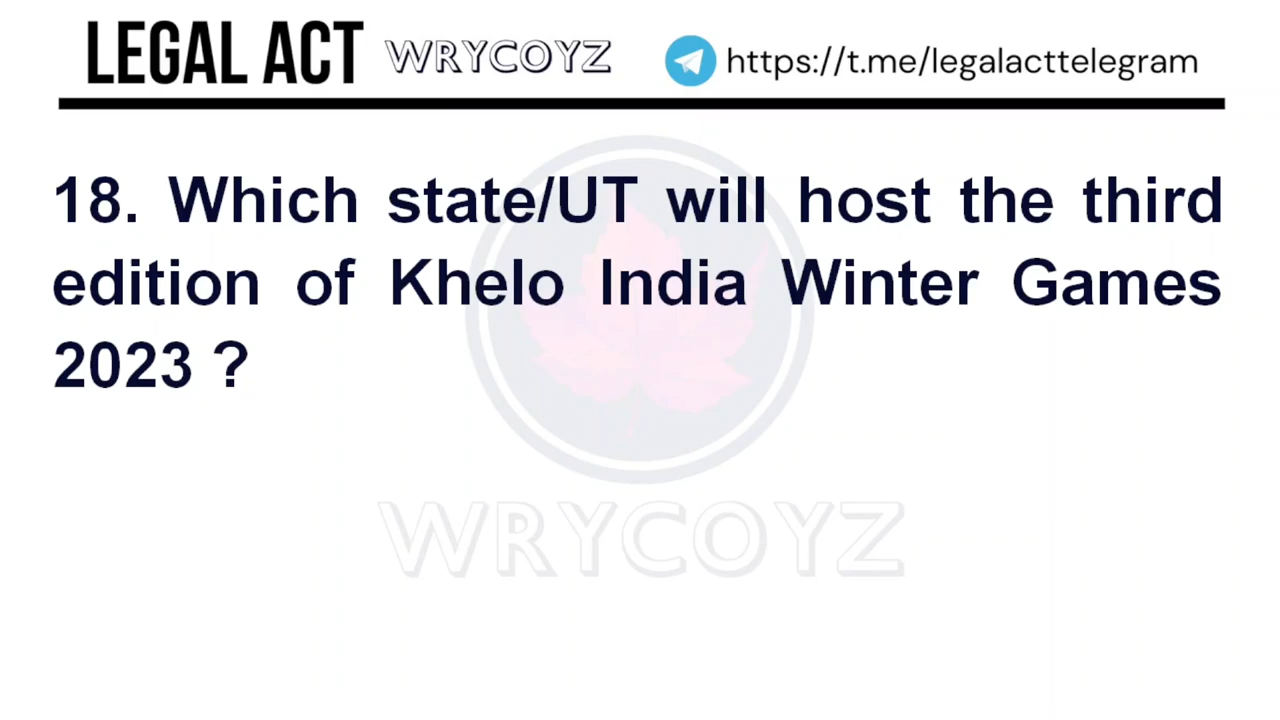 LEGAL ACT WRYCOYZ https://t.me/legalacttelegram
18. Which state/UT will host the third
edition of Khelo India Winter Games
2023 ?
WRYCOYZ